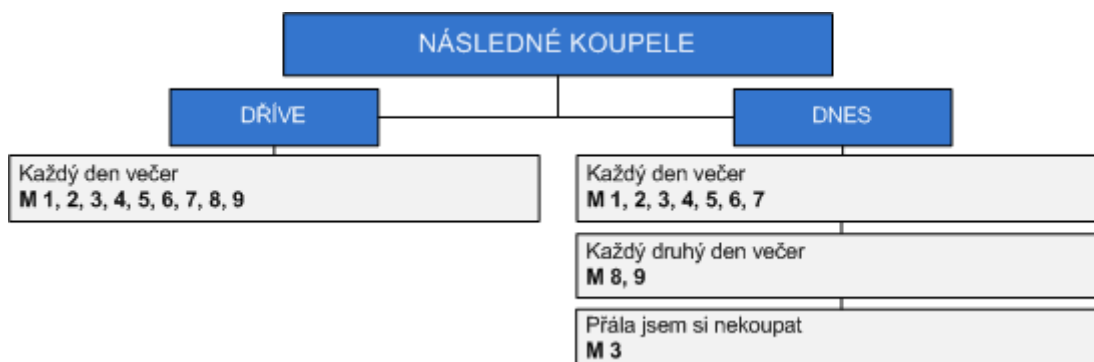 NÁSLEDNÉ KOUPELE
DŘÍVE
Každý den večer
M 1, 2, 3, 4, 5, 6, 7, 8, 9
DNES
Každý den večer
M 1, 2, 3, 4, 5, 6, 7
Každý druhý den večer
M 8, 9
Přála jsem si nekoupat
M 3